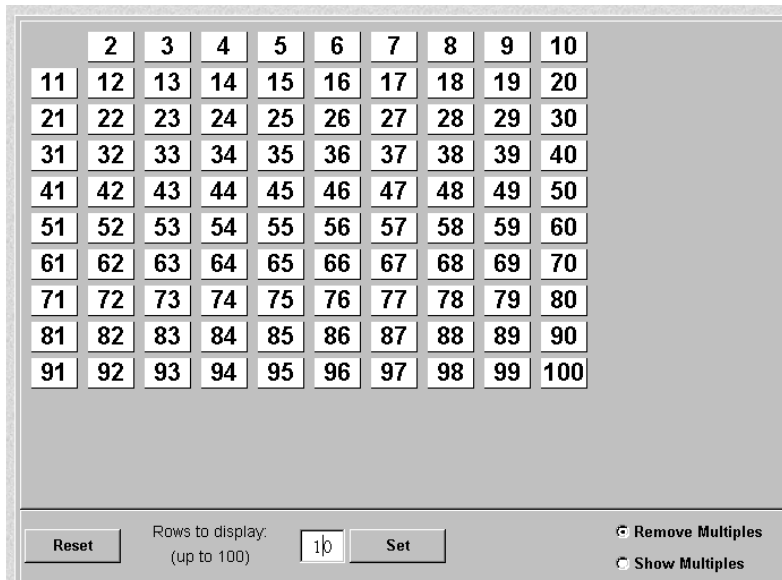 2 3 4 5 6 7 8 9 10
11 12 13 14 15 16 17 18 19 20
21 22 23 24 25 26 27 28 29 30
31 32 33 34 35 36 37 38 39 40
41 42 43 44 45 46 47 48 49 50
51 52 53 54 55 56 57 58 59 60
61 62 63 64 65 66 67 68 69 70
71 72 73 74 75 76 77 78 79 80
81 82 83 84 85 86 87 88 89 90
91 92 93 94 95 96 97 98 99 100
Reset
Rows to display:
(up to 100)
10
Set
Remove Multiples
Show Multiples